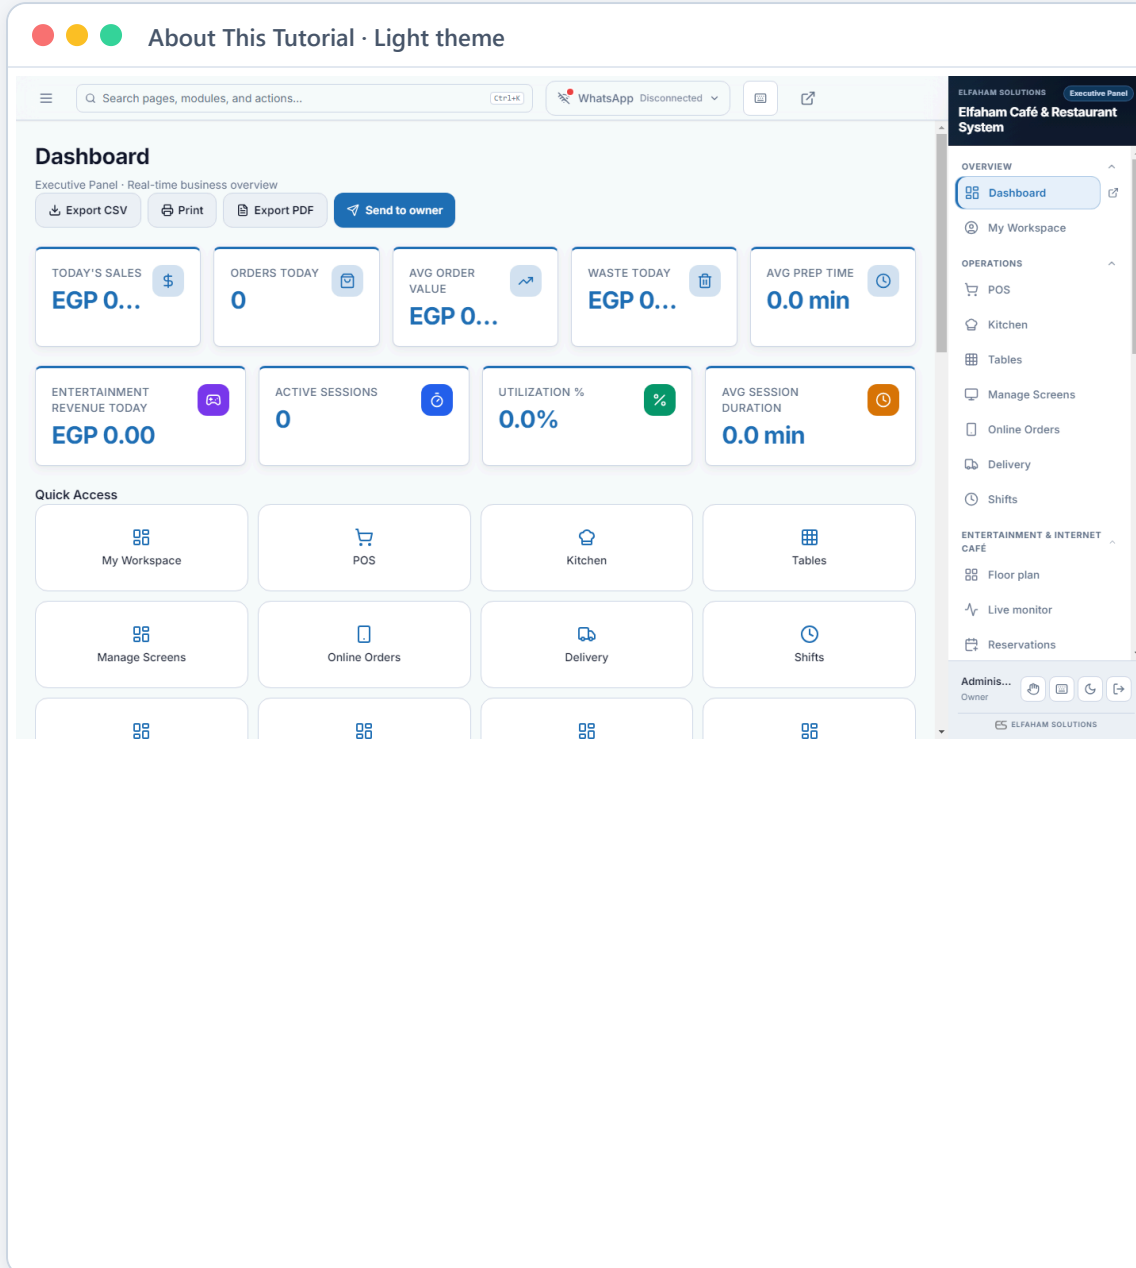 About This Tutorial · Light theme
Search pages, modules, and actions...
Ctrl+K
WhatsApp Disconnected
Dashboard
Executive Panel · Real-time business overview
Export CSV
Print
Export PDF
Send to owner
TODAY'S SALES
EGP 0...
ORDERS TODAY
0
AVG ORDER
VALUE
EGP 0...
WASTE TODAY
EGP 0...
AVG PREP TIME
0.0 min
ENTERTAINMENT
REVENUE TODAY
EGP 0.00
ACTIVE SESSIONS
0
UTILIZATION %
0.0%
AVG SESSION
DURATION
0.0 min
Quick Access
My Workspace
POS
Kitchen
Tables
Manage Screens
Online Orders
Delivery
Shifts
ELFAHAM SOLUTIONS
Executive Panel
Elfaham Café & Restaurant
System
OVERVIEW
Dashboard
My Workspace
OPERATIONS
POS
Kitchen
Tables
Manage Screens
Online Orders
Delivery
Shifts
ENTERTAINMENT & INTERNET
CAFÉ
Floor plan
Live monitor
Reservations
Adminis...
Owner
ES ELFAHAM SOLUTIONS